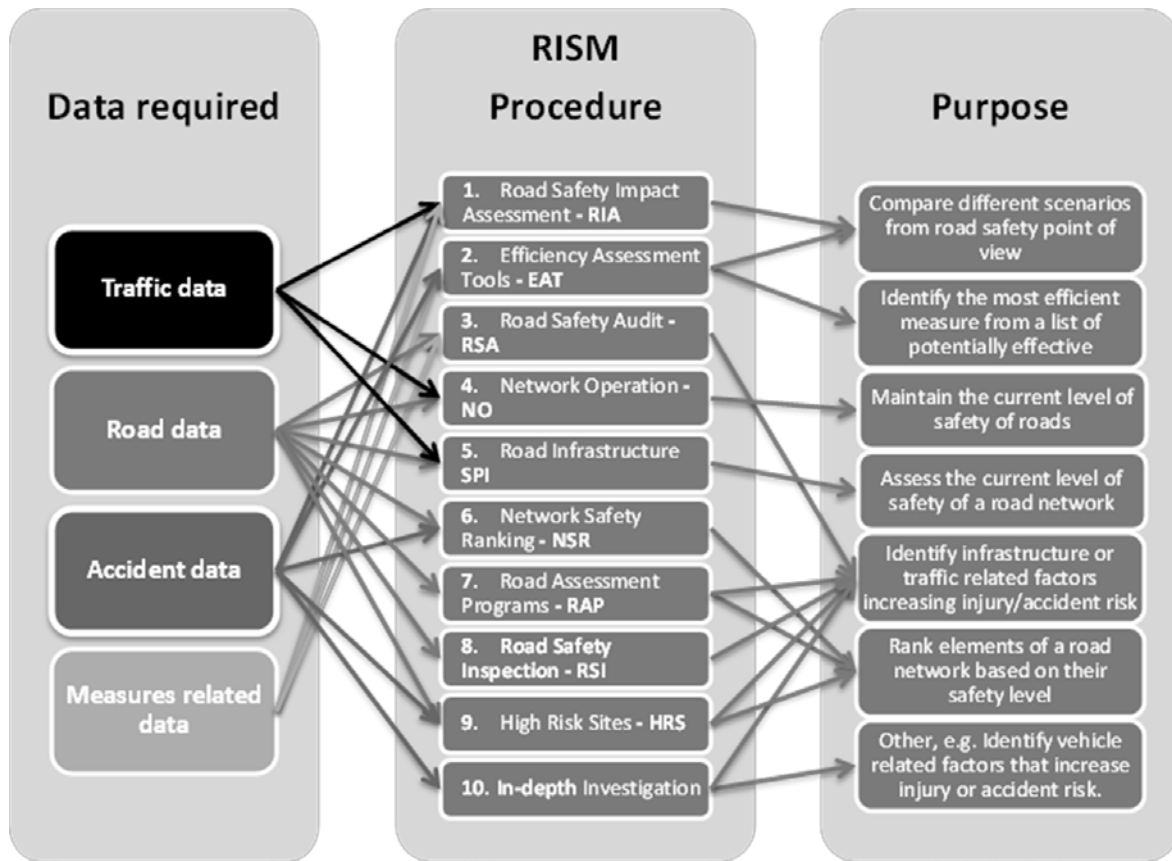 Data required
Traffic data
Road data
Accident data
Measures related
data
RISM
Procedure
1. Road Safety Impact
Assessment - RIA
2. Efficiency Assessment
Tools - EAT
3. Road Safety Audit -
RSA
4. Network Operation -
NO
5. Road Infrastructure
SPI
6. Network Safety
Ranking - NSR
7. Road Assessment
Programs - RAP
8. Road Safety
Inspection - RSI
9. High Risk Sites - HRS
10. In-depth Investigation
Purpose
Compare different scenarios
from road safety point of
view
Identify the most efficient
measure from a list of
potentially effective
Maintain the current level of
safety of roads
Assess the current level of
safety of a road network
Identify infrastructure or
traffic related factors
increasing injury/accident risk
Rank elements of a road
network based on their
safety level
Other, e.g. Identify vehicle
related factors that increase
injury or accident risk.